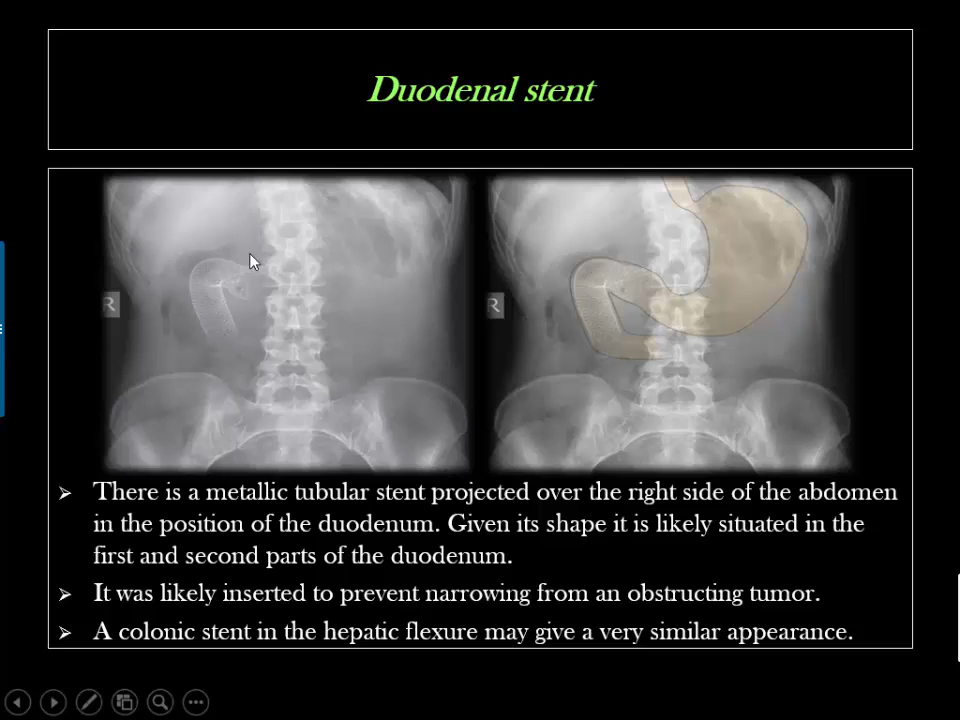 Duodenal stent
R
R
There is a metallic tubular stent projected over the right side of the abdomen
in the position of the duodenum. Given its shape it is likely situated in the
first and second parts of the duodenum.
It was likely inserted to prevent narrowing from an obstructing tumor.
A colonic stent in the hepatic flexure may give a very similar appearance.